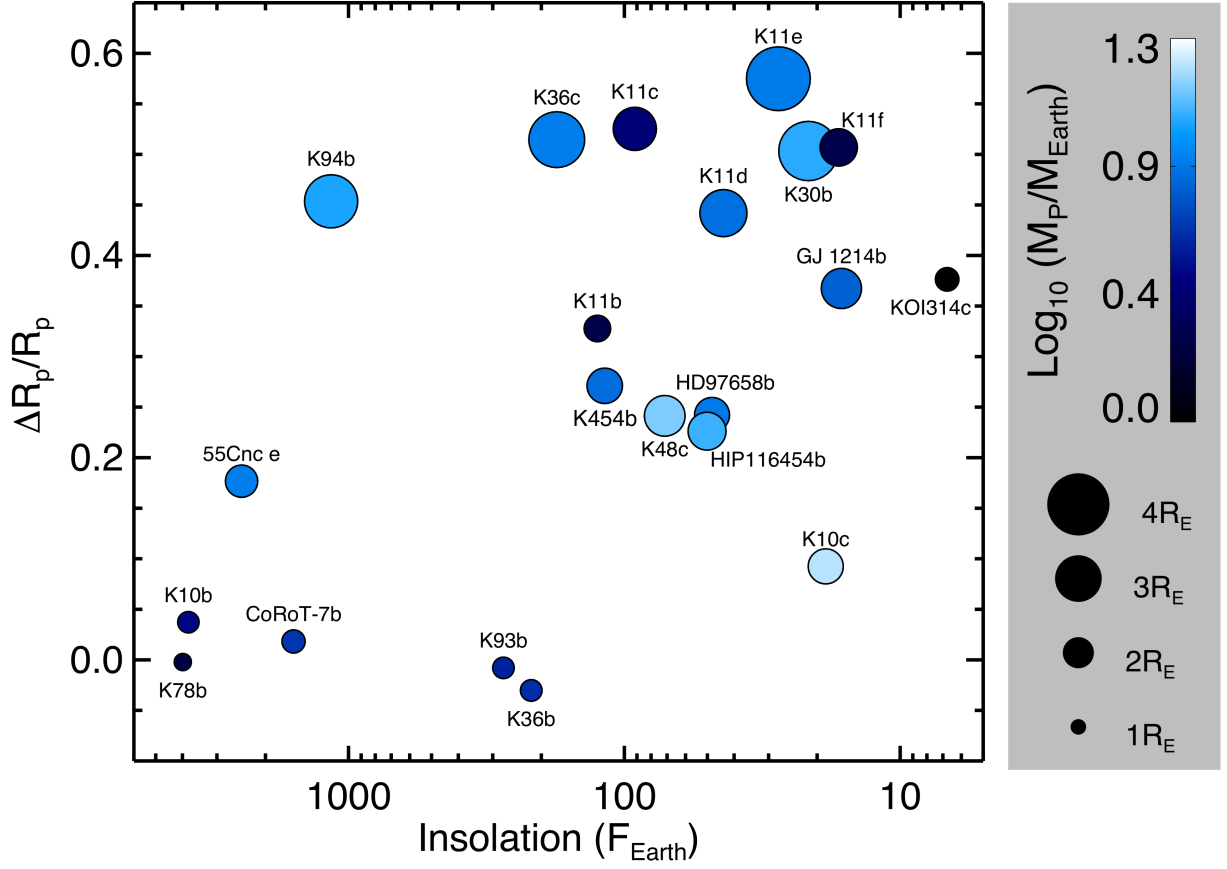 0.6
0.4
0.2
0.0
ΔRp/Rp
1000
100
10
Insolation (FEarth)
K11e
K36c
K11c
K11f
K94b
K30b
K11d
GJ 1214b
KOI314c
K11b
K454b
HD97658b
K48c
HIP116454b
55Cnc e
K10c
K10b
CoRoT-7b
K78b
K93b
K36b
Log10 (MP/MEarth)
1.3
0.9
0.4
0.0
4RE
3RE
2RE
1RE